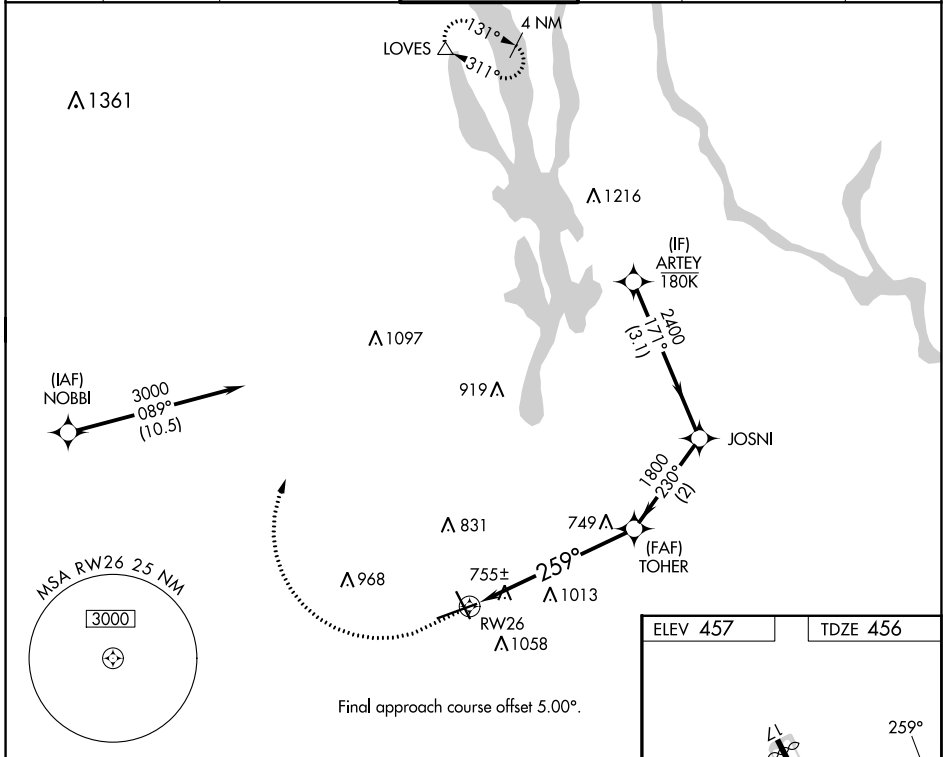 4 NM
131°
LOVES
311°
1361
1216
(IF)
ARTEY
180K
2400
171°
(3.1)
1097
(IAF)
NOBBI
3000
089°
(10.5)
919
JOSNI
1800
230°
(2)
831
749
(FAF)
TOHER
259°
755±
968
1013
RW26
1058
MSA RW26 25 NM
3000
Final approach course offset 5.00°.
ELEV 457
TDZE 456
17
259°